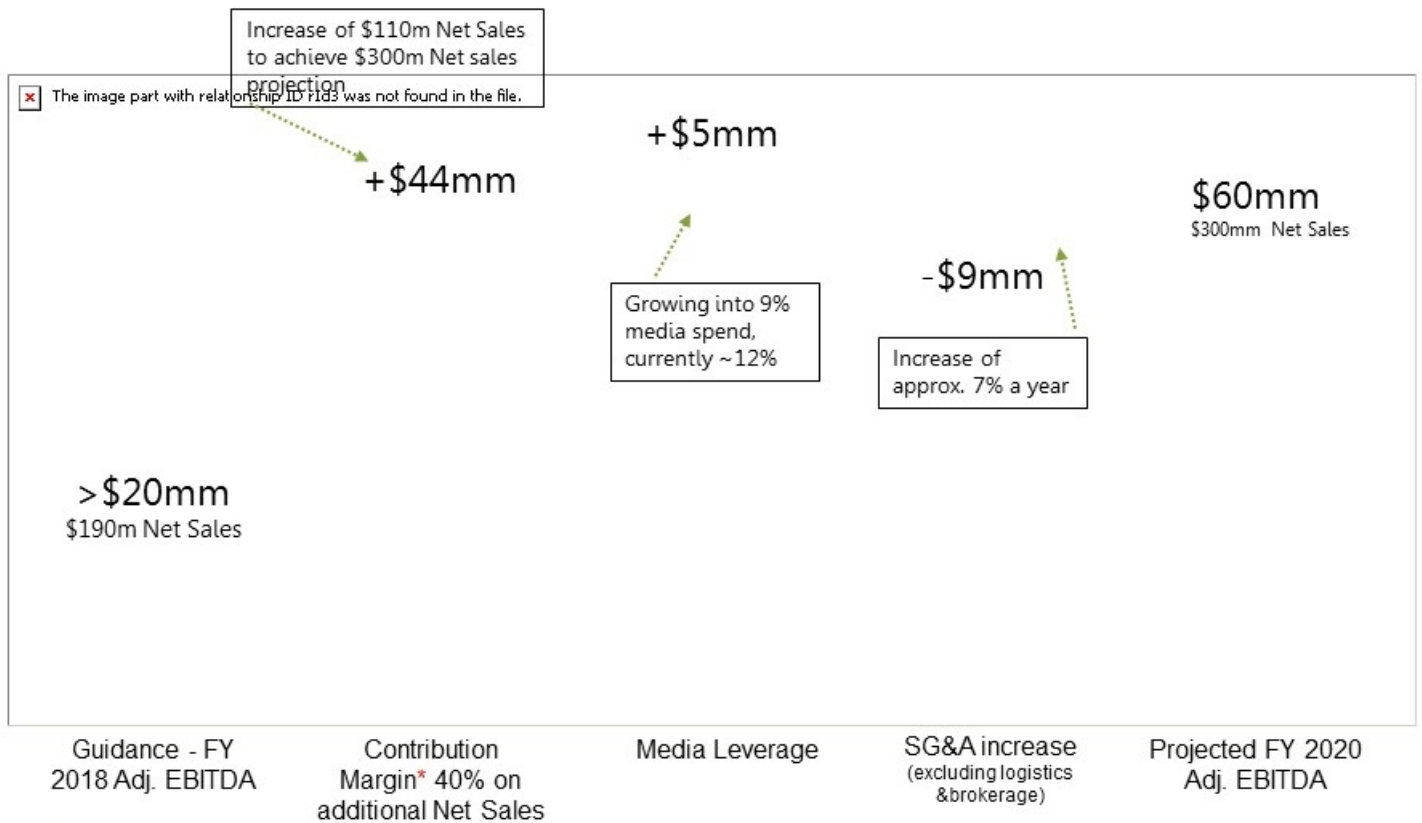 Increase of $110m Net Sales
to achieve $300m Net sales
projection
The image part with relationship ID rId3 was not found in the file.
+$44mm
+$5mm
$60mm
$300mm Net Sales
-$9mm
Growing into 9%
media spend,
currently ~12%
Increase of
approx. 7% a year
>$20mm
$190m Net Sales
Guidance - FY
2018 Adj. EBITDA
Contribution
Margin* 40% on
additional Net Sales
Media Leverage
SG&A increase
(excluding logistics
&brokerage)
Projected FY 2020
Adj. EBITDA